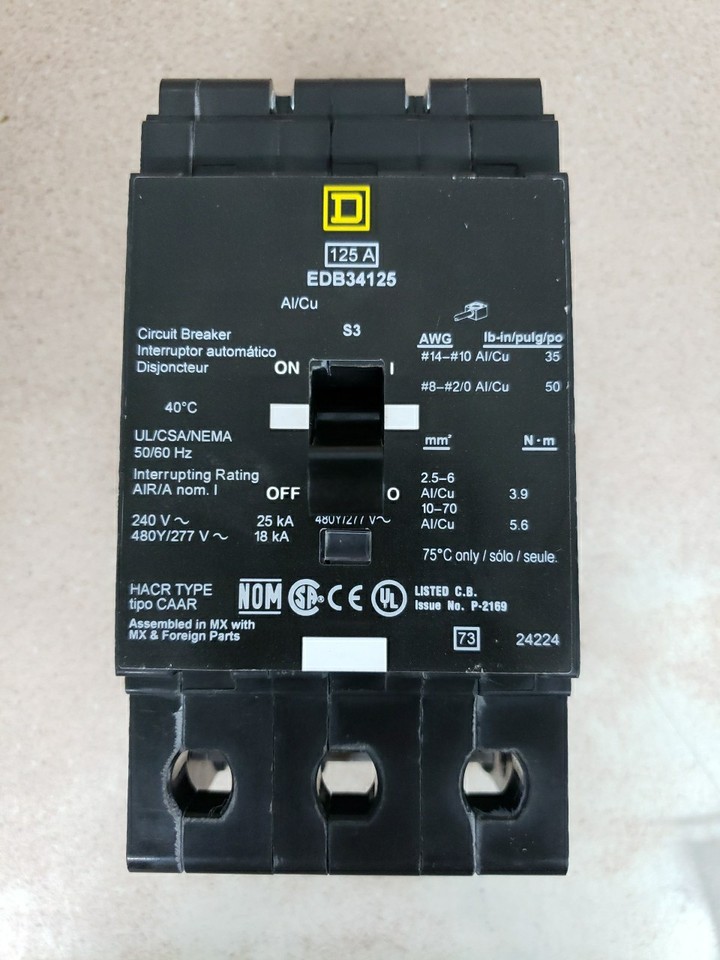 D
125 A
EDB34125
Al/Cu
S3
Circuit Breaker
Interruptor automático
Disjoncteur
ON I
40°C
UL/CSA/NEMA
50/60 Hz
Interrupting Rating
AIR/A nom. I
OFF O
240 V ~ 25 kA
480Y/277 V ~ 18 kA
480Y/277 V ~
AWG lb-in/pulg/po
#14–#10 Al/Cu 35
#8–#2/0 Al/Cu 50
mm² N·m
2.5–6
Al/Cu 3.9
10–70
Al/Cu 5.6
75°C only / sólo / seule.
HACR TYPE
tipo CAAR
NOM SA® CE UL
LISTED C.B.
Issue No. P-2169
Assembled in MX with
MX & Foreign Parts
73 24224